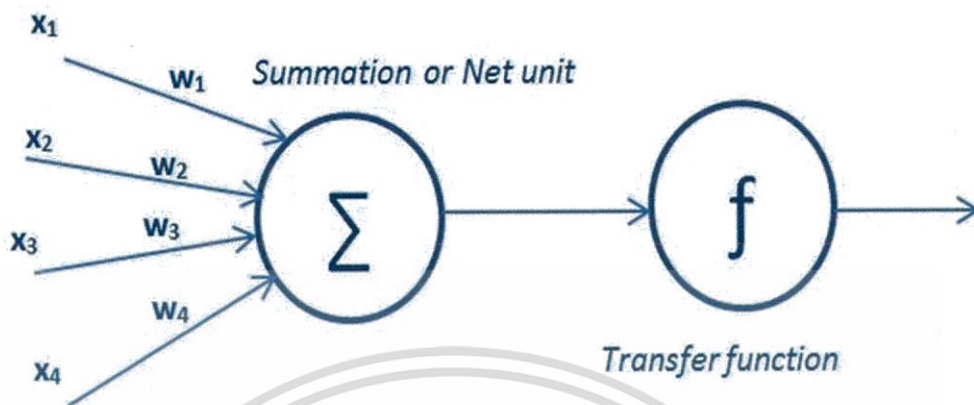 x1
w1
Summation or Net unit
x2
w2
∑
f
x3
w3
w4
x4
Transfer function